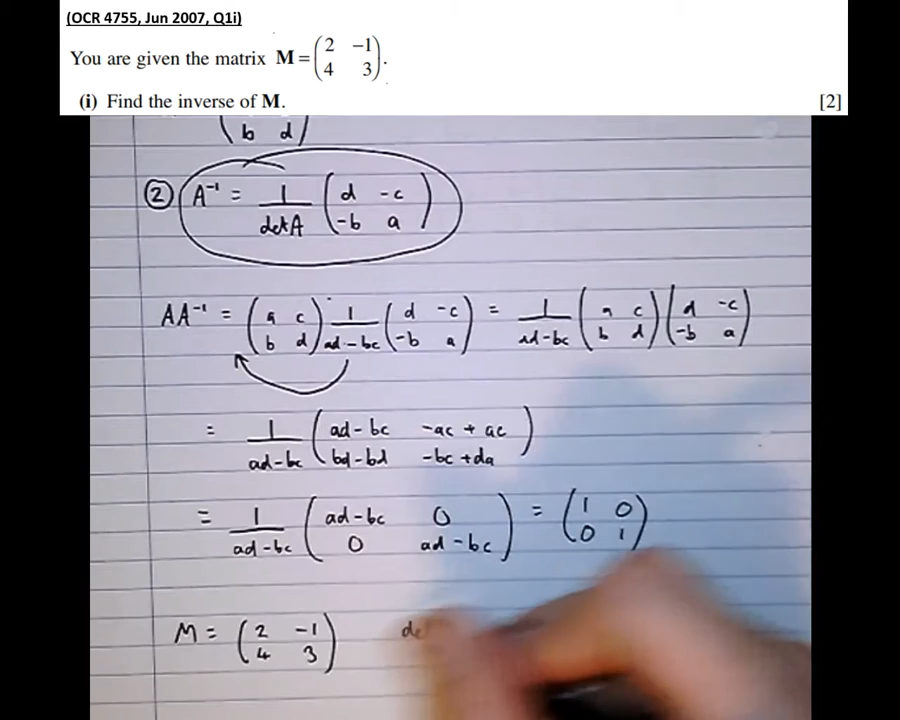 (OCR 4755, Jun 2007, Q1i)
You are given the matrix M = ( 2 −1
4 3 ).
(i) Find the inverse of M. [2]
( b d )
② A⁻¹ = 1/detA ( d -c
-b a )
AA⁻¹ = ( a c
b d ) 1/(ad-bc) ( d -c
-b a ) = 1/(ad-bc) ( a c
b d ) ( d -c
-b a )
= 1/(ad-bc) ( ad-bc -ac + ac
bd-bd -bc +da )
= 1/(ad-bc) ( ad-bc 0
0 ad-bc ) = ( 1 0
0 1 )
M = ( 2 -1
4 3 ) de